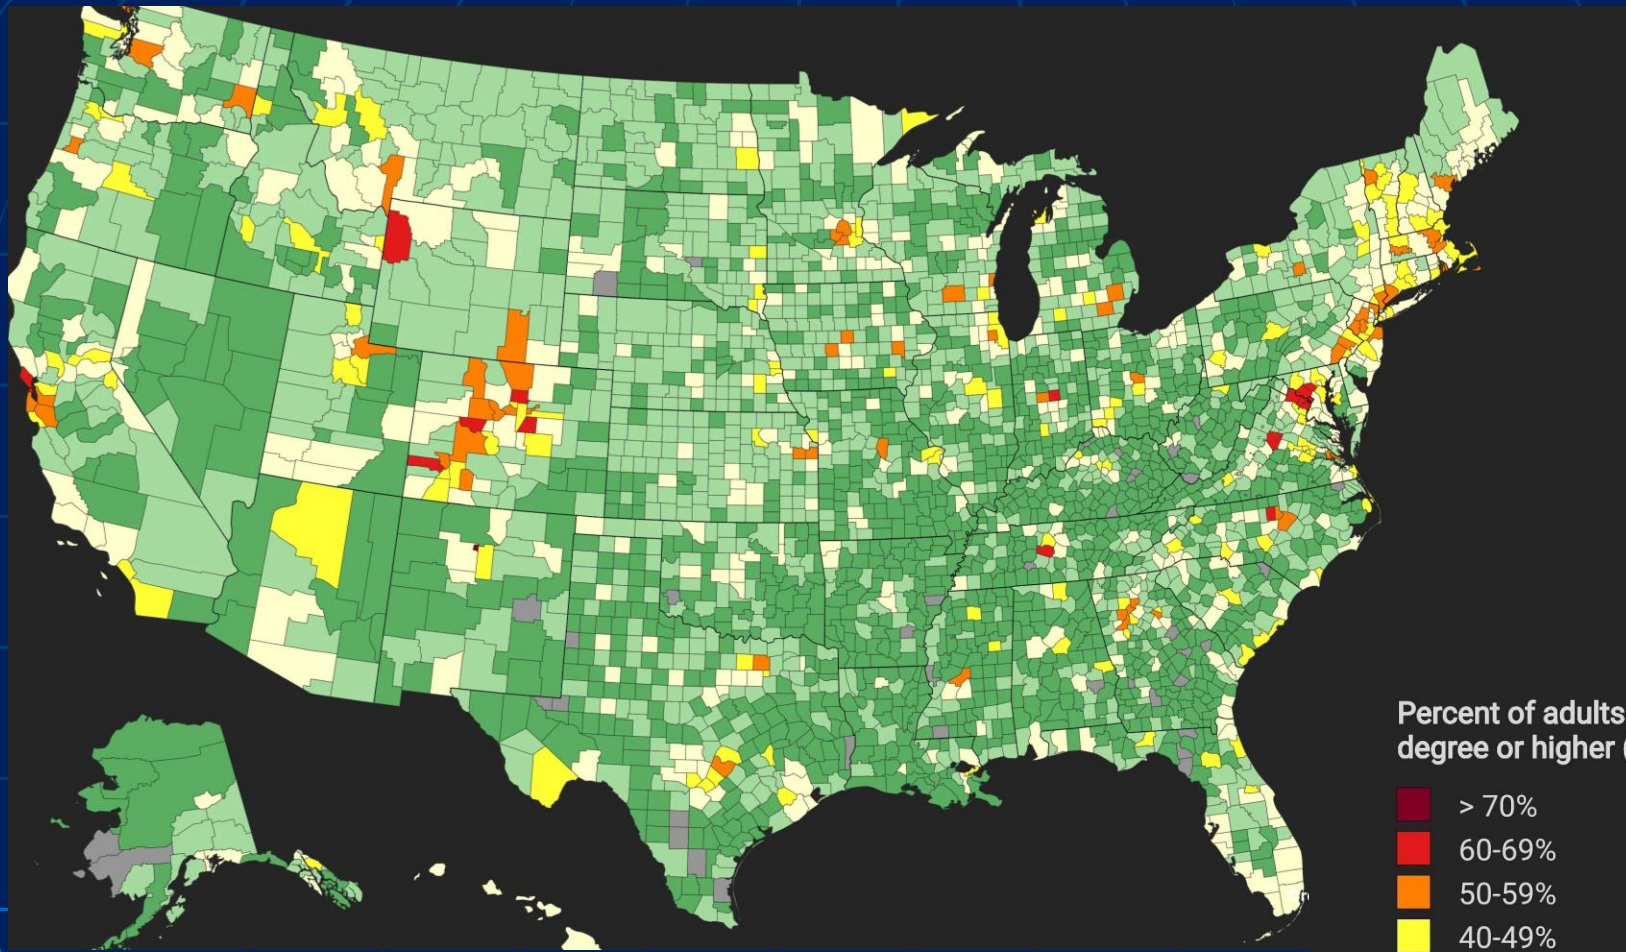 Percent of adults
degree or higher (
> 70%
60-69%
50-59%
40-49%